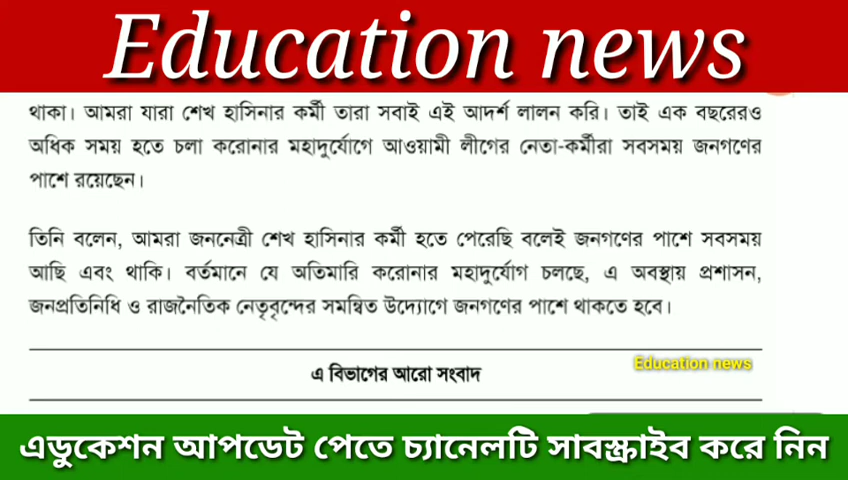 Education news
থাকা। আমরা যারা শেখ হাসিনার কর্মী তারা সবাই এই আদর্শ লালন করি। তাই এক বছরেরও
অধিক সময় হতে চলা করোনার মহাদুর্যোগে আওয়ামী লীগের নেতা-কর্মীরা সবসময় জনগণের
পাশে রয়েছেন।
তিনি বলেন, আমরা জননেত্রী শেখ হাসিনার কর্মী হতে পেরেছি বলেই জনগণের পাশে সবসময়
আছি এবং থাকি। বর্তমানে যে অতিমারি করোনার মহাদুর্যোগ চলছে, এ অবস্থায় প্রশাসন,
জনপ্রতিনিধি ও রাজনৈতিক নেতৃবৃন্দের সমন্বিত উদ্যোগে জনগণের পাশে থাকতে হবে।
Education news
এ বিভাগের আরো সংবাদ
এডুকেশন আপডেট পেতে চ্যানেলটি সাবস্ক্রাইব করে নিন